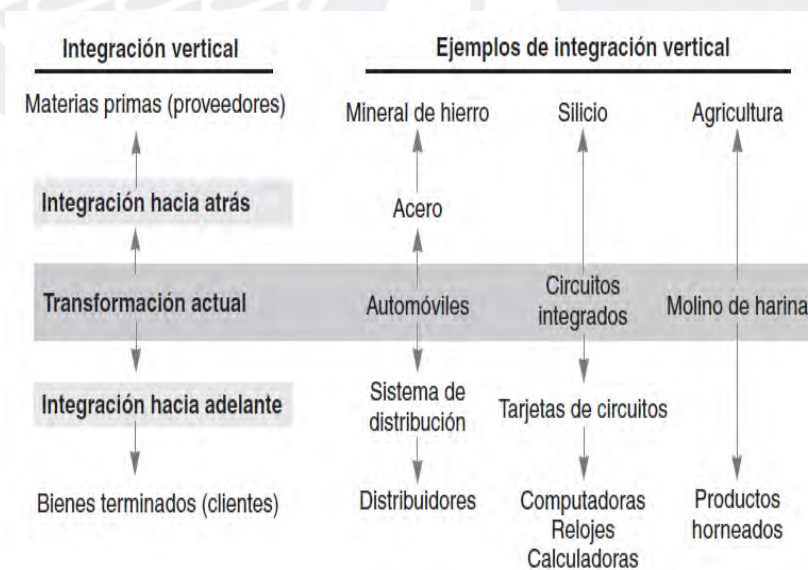 Integración vertical
Ejemplos de integración vertical
Materias primas (proveedores)
Mineral de hierro
Silicio
Agricultura
Integración hacia atrás
Acero
Transformación actual
Automóviles
Circuitos
integrados
Molino de harina
Integración hacia adelante
Sistema de
distribución
Tarjetas de circuitos
Bienes terminados (clientes)
Distribuidores
Computadoras
Relojes
Calculadoras
Productos
horneados